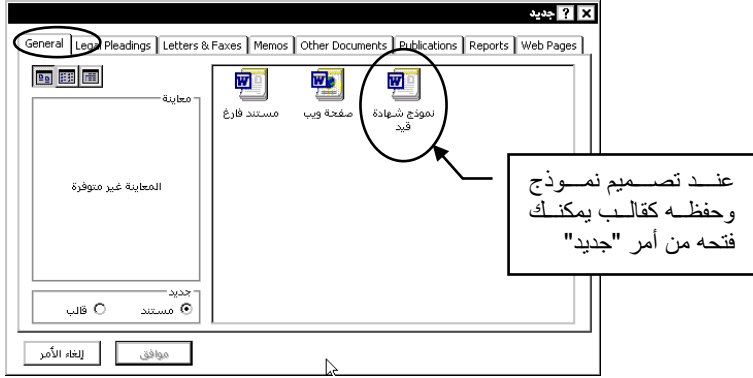 جديد
General
Legal Pleadings
Letters & Faxes
Memos
Other Documents
Publications
Reports
Web Pages
معاينة
المعاينة غير متوفرة
مستند فارغ
صفحة ويب
نموذج شهادة
قيد
عند تصميم نموذج
وحفظه كقالب يمكنك
فتحه من أمر "جديد"
جديد
مستند
قالب
موافق
إلغاء الأمر